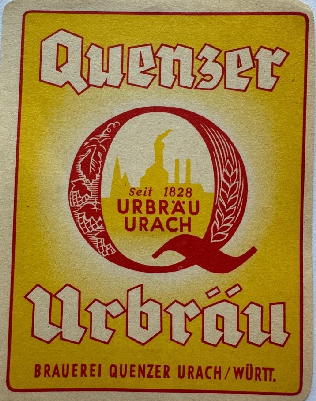 Quenzer
Q
seit 1828
URBRÄU
URACH
Urbräu
BRAUEREI QUENZER URACH/WÜRTT.